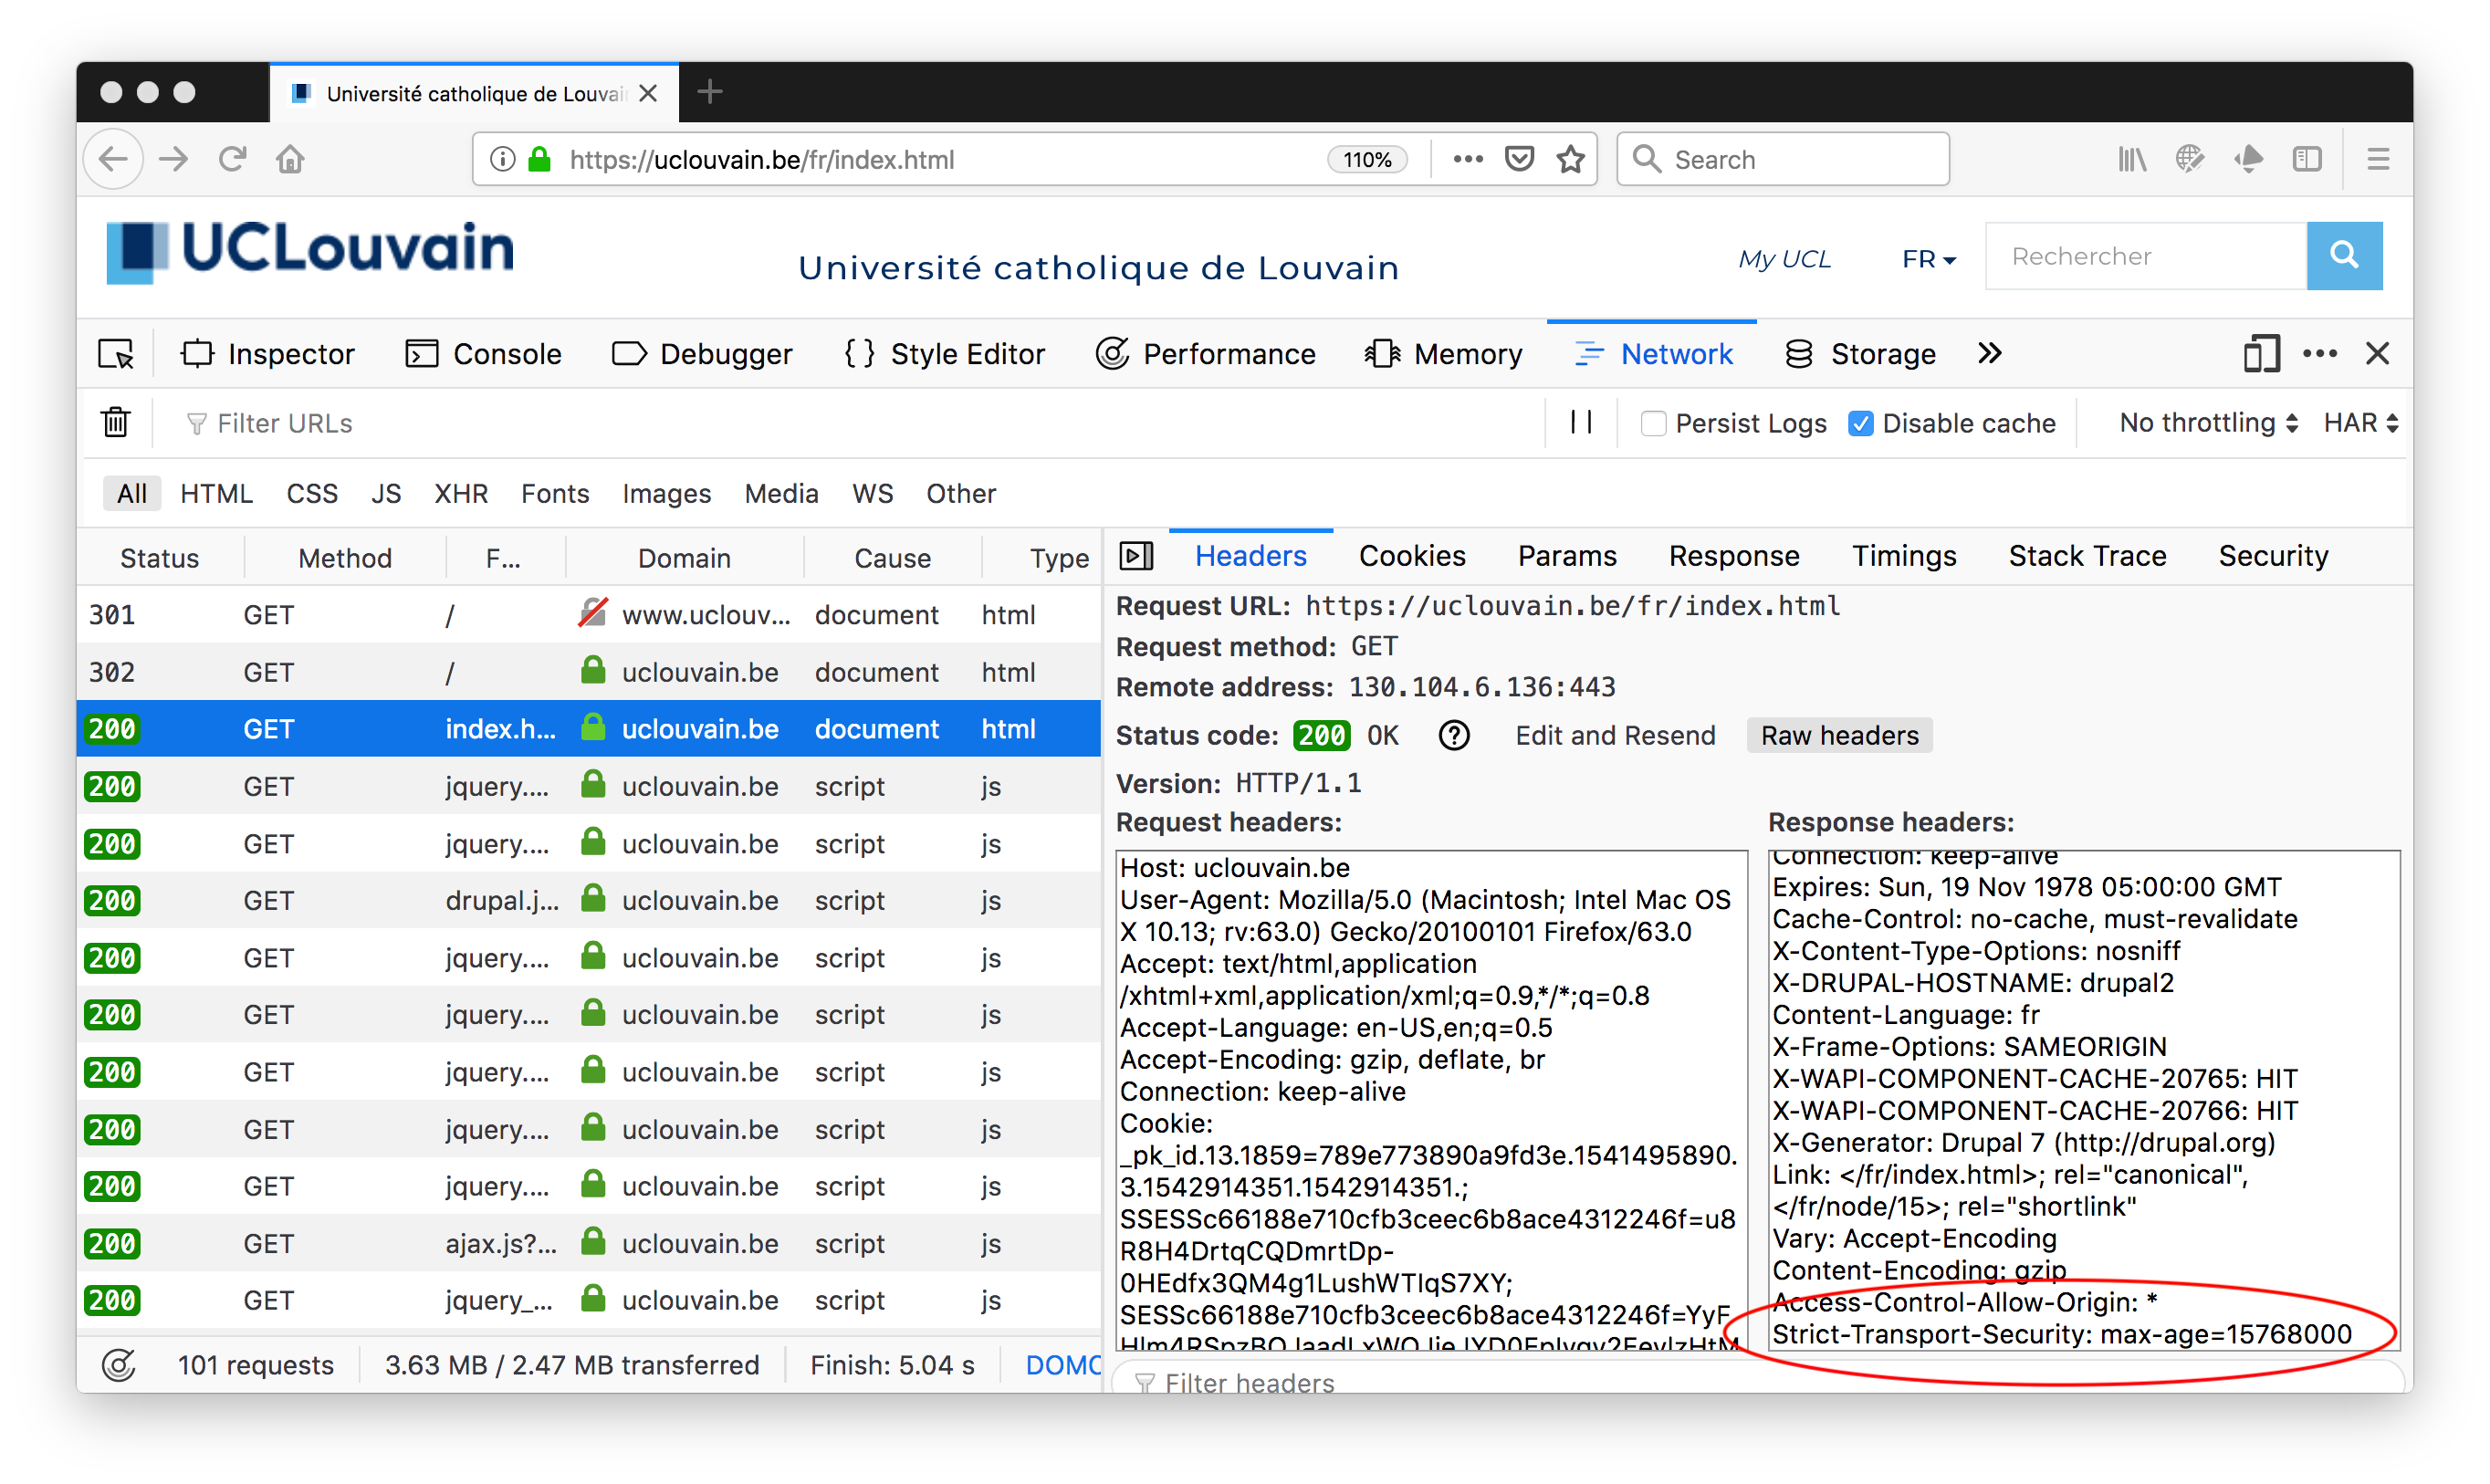 Université catholique de Louvai
https://uclouvain.be/fr/index.html
110%
Search
UCLouvain
Université catholique de Louvain
My UCL
FR
Rechercher
Inspector
Console
Debugger
Style Editor
Performance
Memory
Network
Storage
Filter URLs
Persist Logs
Disable cache
No throttling
HAR
All HTML CSS JS XHR Fonts Images Media WS Other
Status Method F... Domain Cause Type
301 GET / www.uclouv... document html
302 GET / uclouvain.be document html
200 GET index.h... uclouvain.be document html
200 GET jquery.... uclouvain.be script js
200 GET jquery.... uclouvain.be script js
200 GET drupal.j... uclouvain.be script js
200 GET jquery.... uclouvain.be script js
200 GET jquery.... uclouvain.be script js
200 GET jquery.... uclouvain.be script js
200 GET jquery.... uclouvain.be script js
200 GET jquery.... uclouvain.be script js
200 GET ajax.js?... uclouvain.be script js
200 GET jquery_... uclouvain.be script js
101 requests
3.63 MB / 2.47 MB transferred
Finish: 5.04 s
DOMC
Headers Cookies Params Response Timings Stack Trace Security
Request URL: https://uclouvain.be/fr/index.html
Request method: GET
Remote address: 130.104.6.136:443
Status code: 200 OK Edit and Resend Raw headers
Version: HTTP/1.1
Request headers:
Host: uclouvain.be
User-Agent: Mozilla/5.0 (Macintosh; Intel Mac OS
X 10.13; rv:63.0) Gecko/20100101 Firefox/63.0
Accept: text/html,application
/xhtml+xml,application/xml;q=0.9,*/*;q=0.8
Accept-Language: en-US,en;q=0.5
Accept-Encoding: gzip, deflate, br
Connection: keep-alive
Cookie:
_pk_id.13.1859=789e773890a9fd3e.1541495890.
3.1542914351.1542914351.;
SSESSc66188e710cfb3ceec6b8ace4312246f=u8
R8H4DrtqCQDmrtDp-
0HEdfx3QM4g1LushWTIqS7XY;
SESSc66188e710cfb3ceec6b8ace4312246f=YyF
Response headers:
Connection: keep-alive
Expires: Sun, 19 Nov 1978 05:00:00 GMT
Cache-Control: no-cache, must-revalidate
X-Content-Type-Options: nosniff
X-DRUPAL-HOSTNAME: drupal2
Content-Language: fr
X-Frame-Options: SAMEORIGIN
X-WAPI-COMPONENT-CACHE-20765: HIT
X-WAPI-COMPONENT-CACHE-20766: HIT
X-Generator: Drupal 7 (http://drupal.org)
Link: </fr/index.html>; rel="canonical",
</fr/node/15>; rel="shortlink"
Vary: Accept-Encoding
Content-Encoding: gzip
Access-Control-Allow-Origin: *
Strict-Transport-Security: max-age=15768000
Filter headers